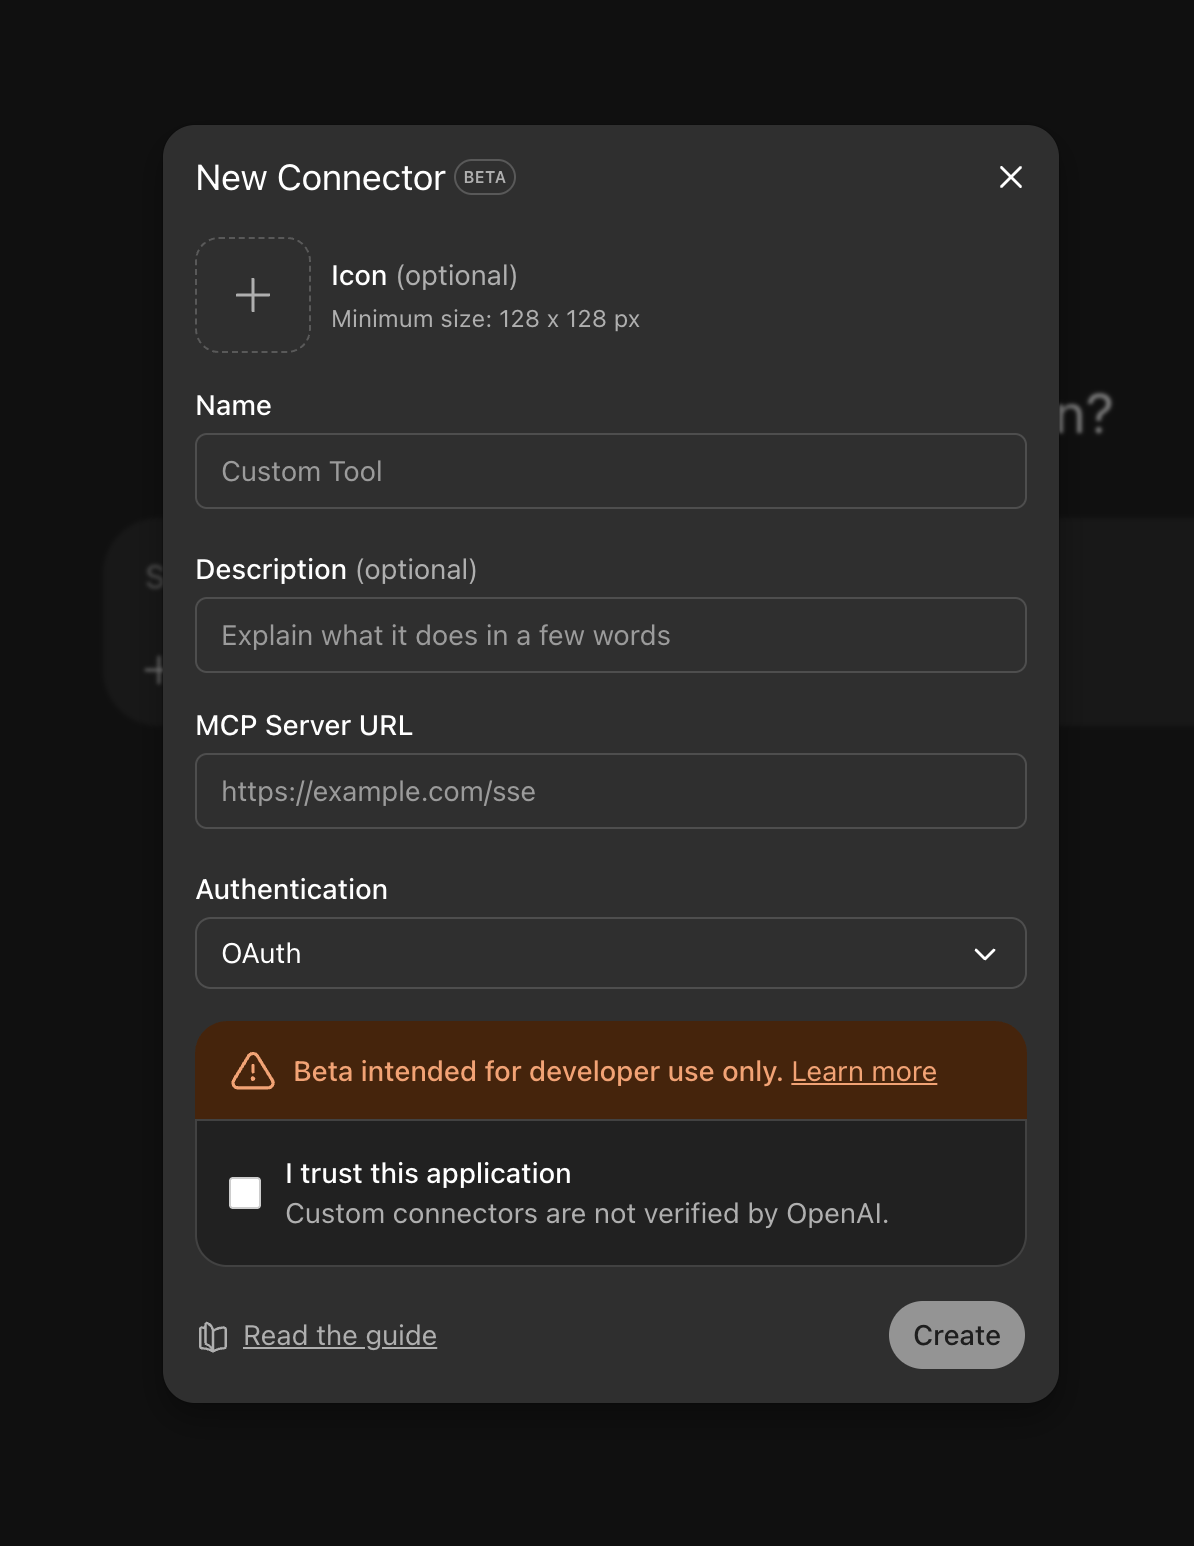 New Connector BETA
Icon (optional)
Minimum size: 128 x 128 px
Name
n?
Custom Tool
Description (optional)
Explain what it does in a few words
MCP Server URL
https://example.com/sse
Authentication
OAuth
Beta intended for developer use only. Learn more
I trust this application
Custom connectors are not verified by OpenAI.
Read the guide
Create